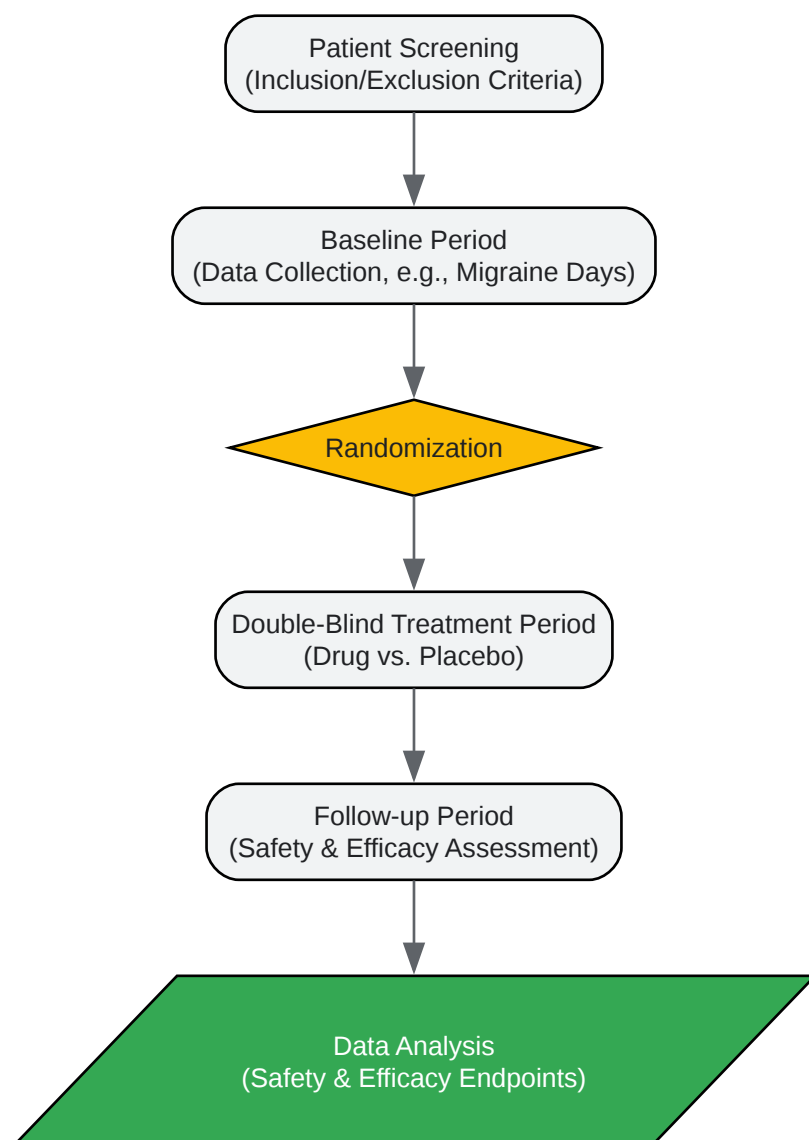 Patient Screening
(Inclusion/Exclusion Criteria)
Baseline Period
(Data Collection, e.g., Migraine Days)
Randomization
Double-Blind Treatment Period
(Drug vs. Placebo)
Follow-up Period
(Safety & Efficacy Assessment)
Data Analysis
(Safety & Efficacy Endpoints)